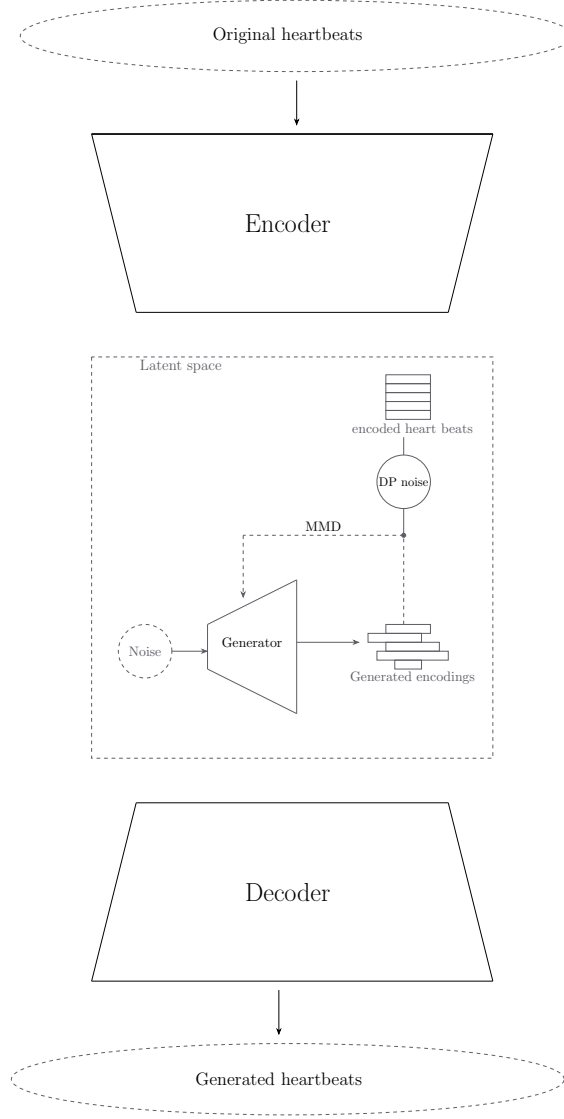 Original heartbeats
Encoder
Latent space
encoded heart beats
DP noise
MMD
Noise
Generator
Generated encodings
Decoder
Generated heartbeats